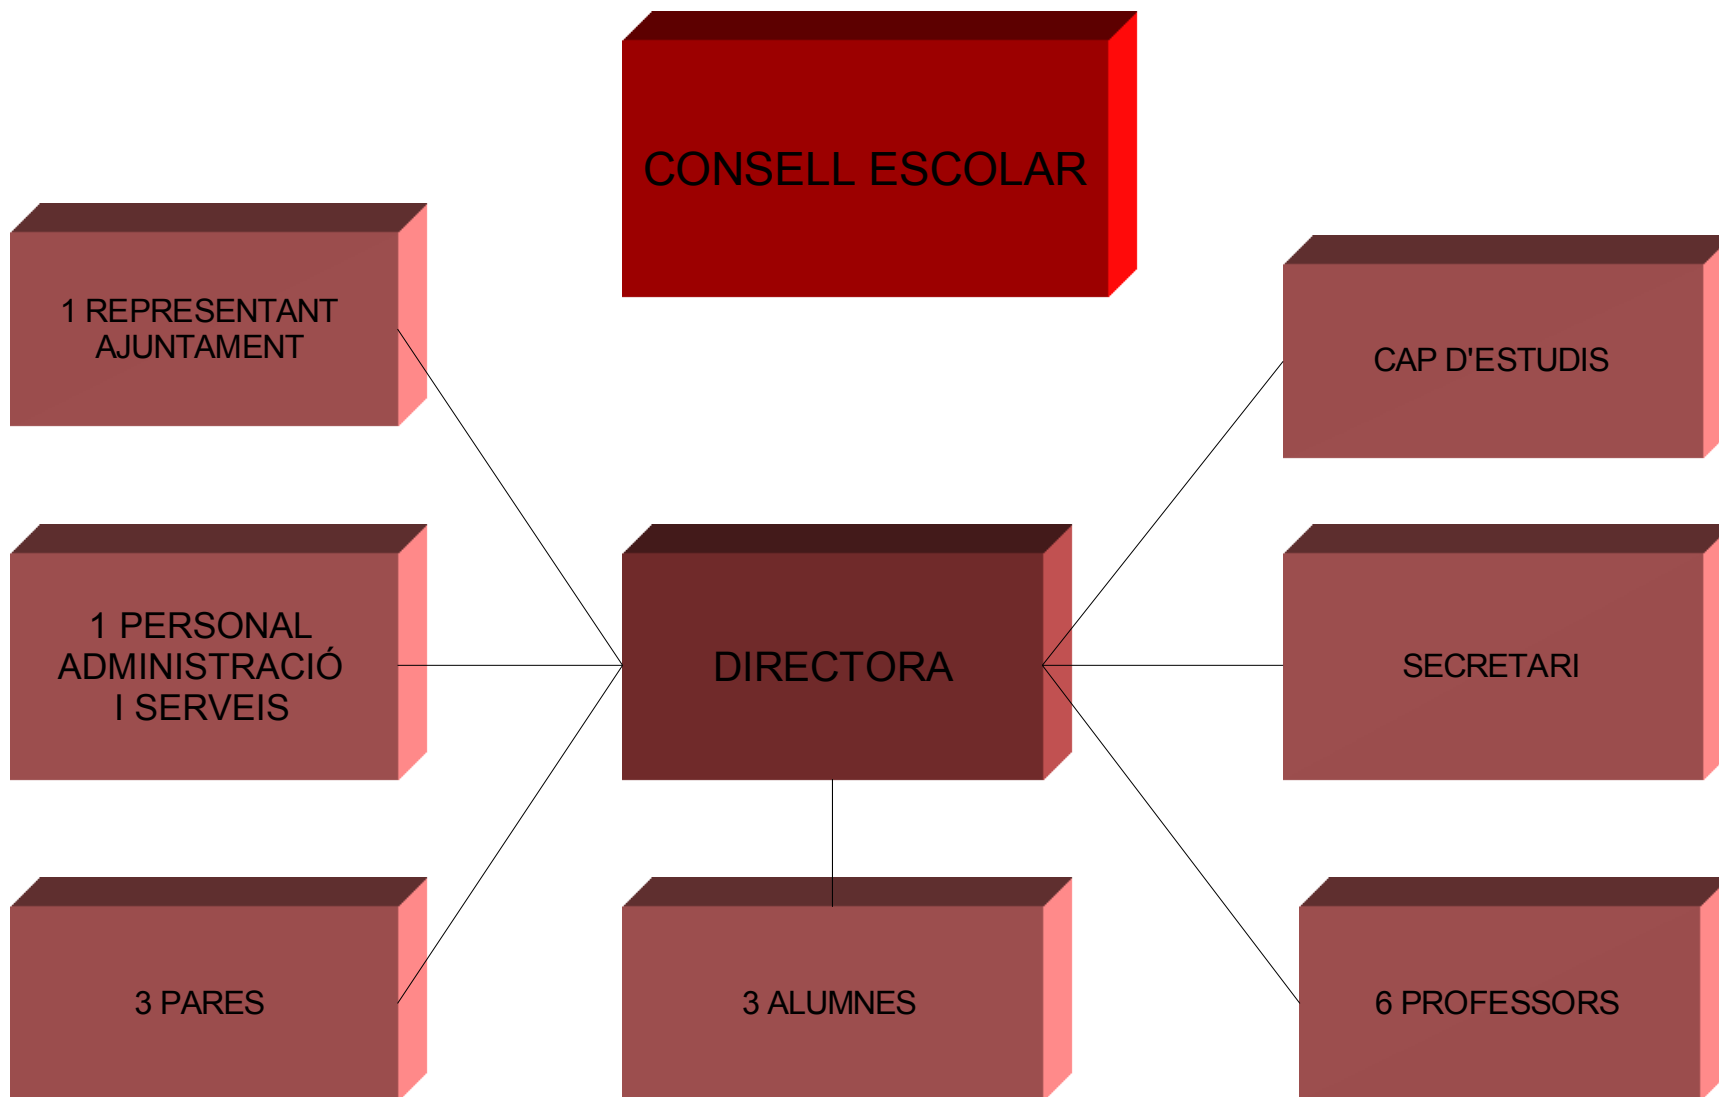 CONSELL ESCOLAR
1 REPRESENTANT
AJUNTAMENT
CAP D'ESTUDIS
1 PERSONAL
ADMINISTRACIÓ
I SERVEIS
DIRECTORA
SECRETARI
3 PARES
3 ALUMNES
6 PROFESSORS